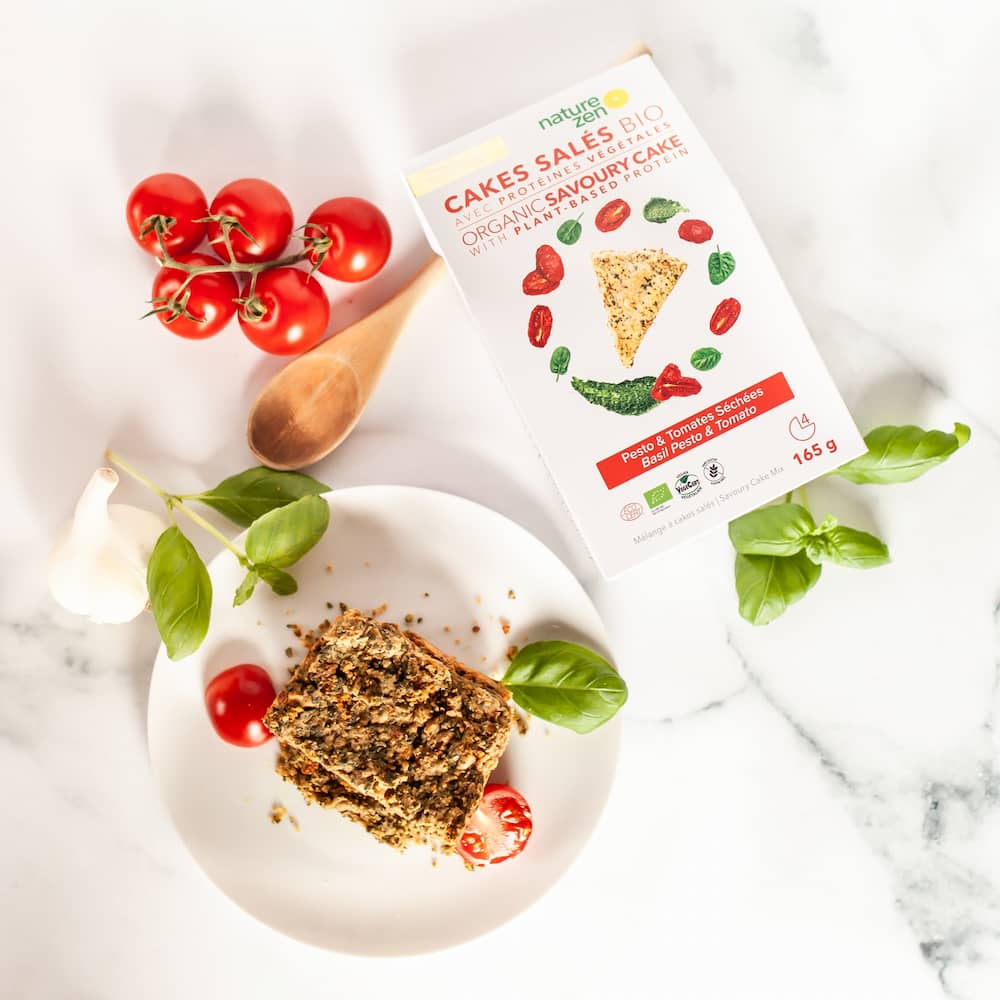 nature
zen
CAKES SALÉS BIO
AVEC PROTÉINES VÉGÉTALES
ORGANIC SAVOURY CAKE
WITH PLANT-BASED PROTEIN
Pesto & Tomates Séchées
Basil Pesto & Tomato
4
165 g
VEGECERT
Mélange à cakes salés | Savoury Cake Mix